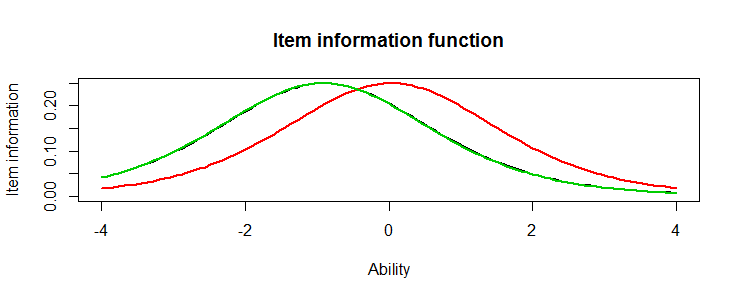 Item information function
Item information
0.20
0.10
0.00
-4
-2
0
2
4
Ability